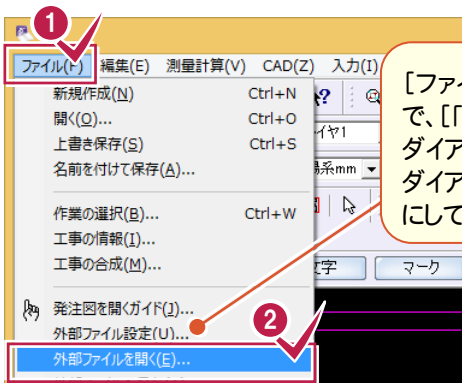 1
ファイル(F) 編集(E) 測量計算(V) CAD(Z) 入力(I)
新規作成(N) Ctrl+N
開く(O)... Ctrl+O
上書き保存(S) Ctrl+S
名前を付けて保存(A)...
作業の選択(B)... Ctrl+W
工事の情報(I)...
工事の合成(M)...
発注図を開くガイド(J)...
外部ファイル設定(U)...
2
外部ファイルを開く(E)...
[ファイ
で、[「
ダイア
ダイア
にして
イヤ1
系mm
文字 マーク